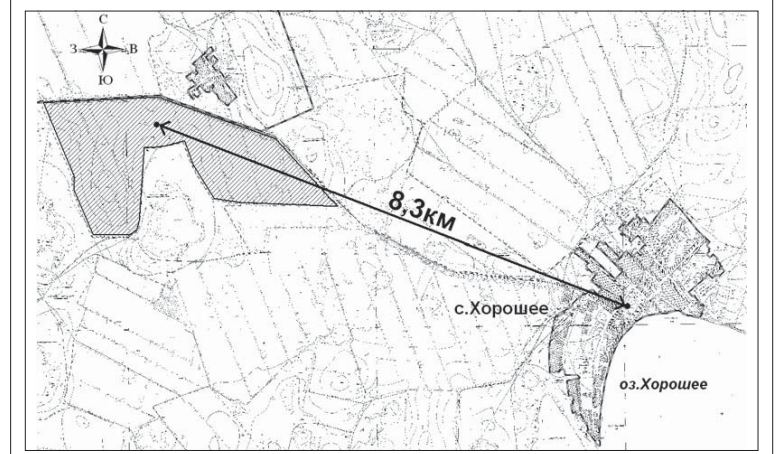 С
З В
Ю
8,3км
с.Хорошее
оз.Хорошее